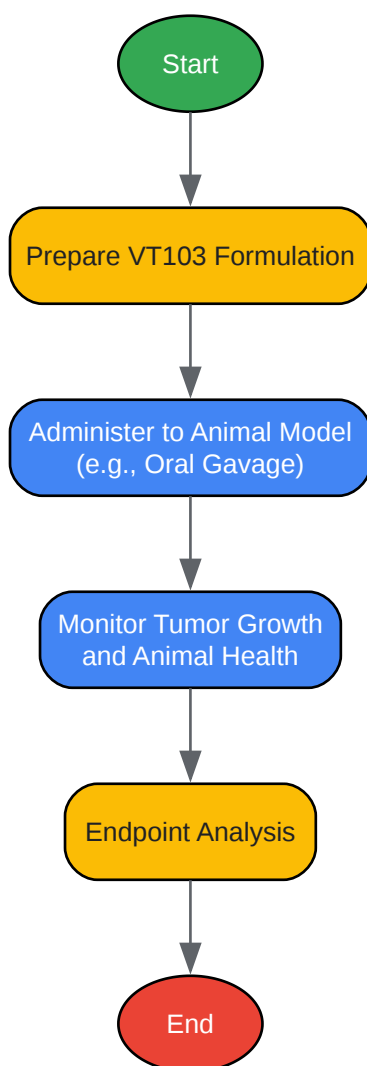 Start
Prepare VT103 Formulation
Administer to Animal Model
(e.g., Oral Gavage)
Monitor Tumor Growth
and Animal Health
Endpoint Analysis
End